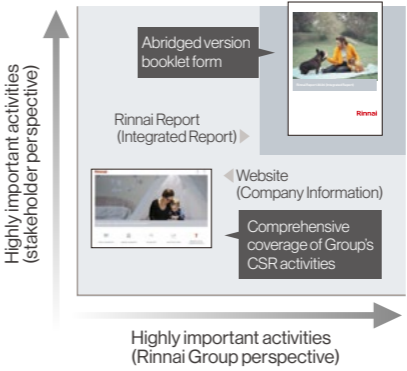 Highly important activities
(stakeholder perspective)
Abridged version
booklet form
Rinnai
Rinnai Report
(Integrated Report)
Website
(Company Information)
Comprehensive
coverage of Group's
CSR activities
Highly important activities
(Rinnai Group perspective)